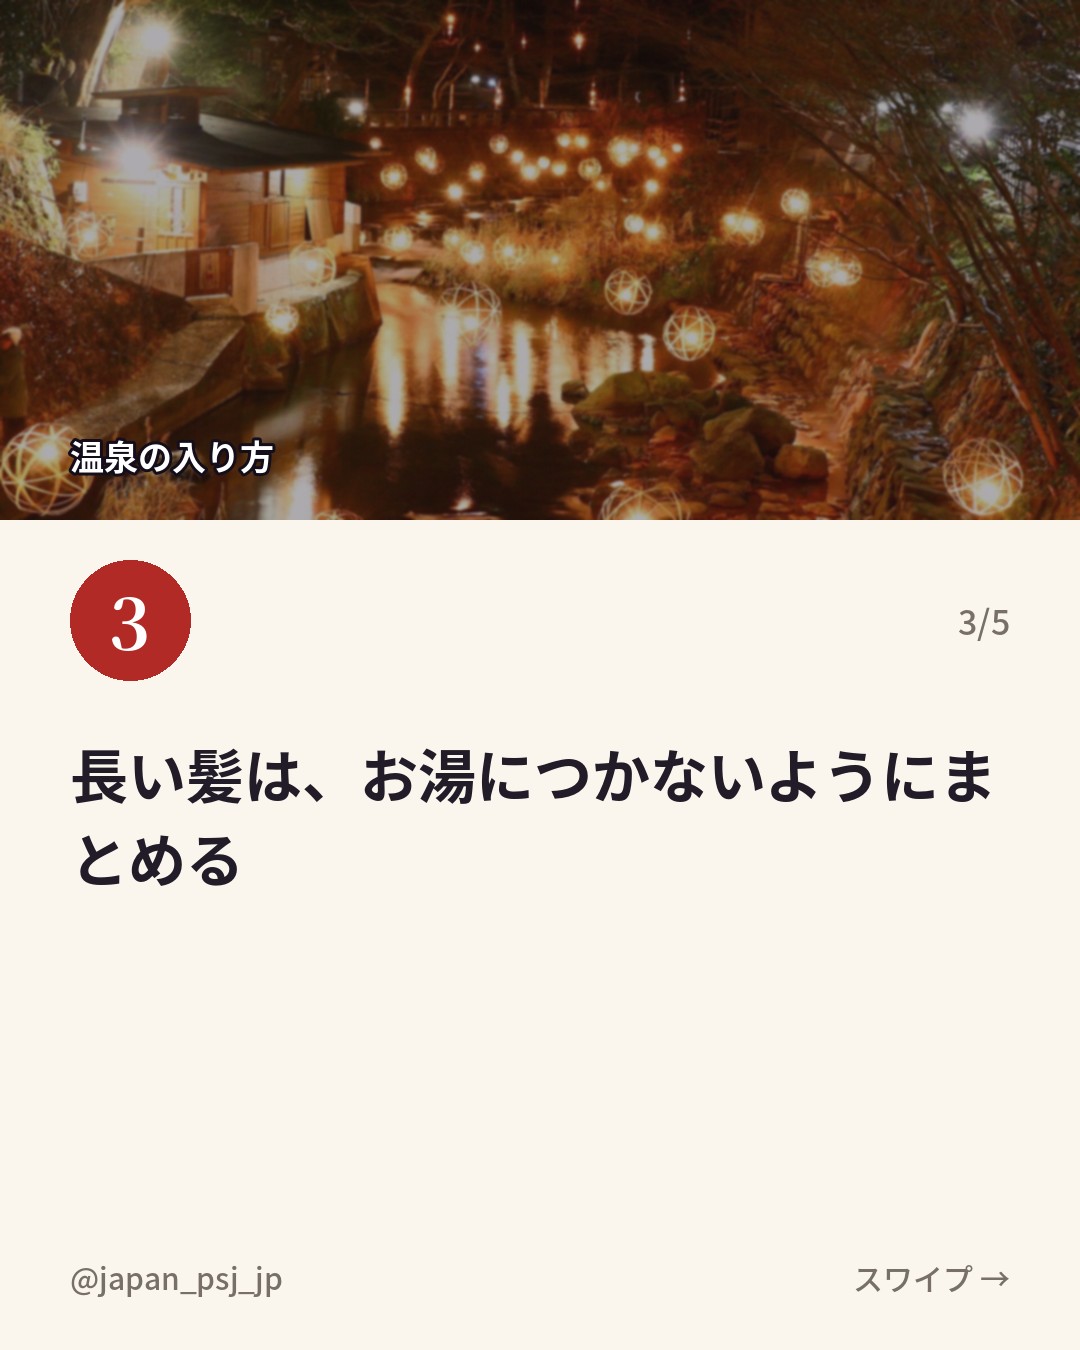 温泉の入り方
3
3/5
長い髪は、お湯につかないようにま
とめる
@japan_psj_jp
スワイプ →